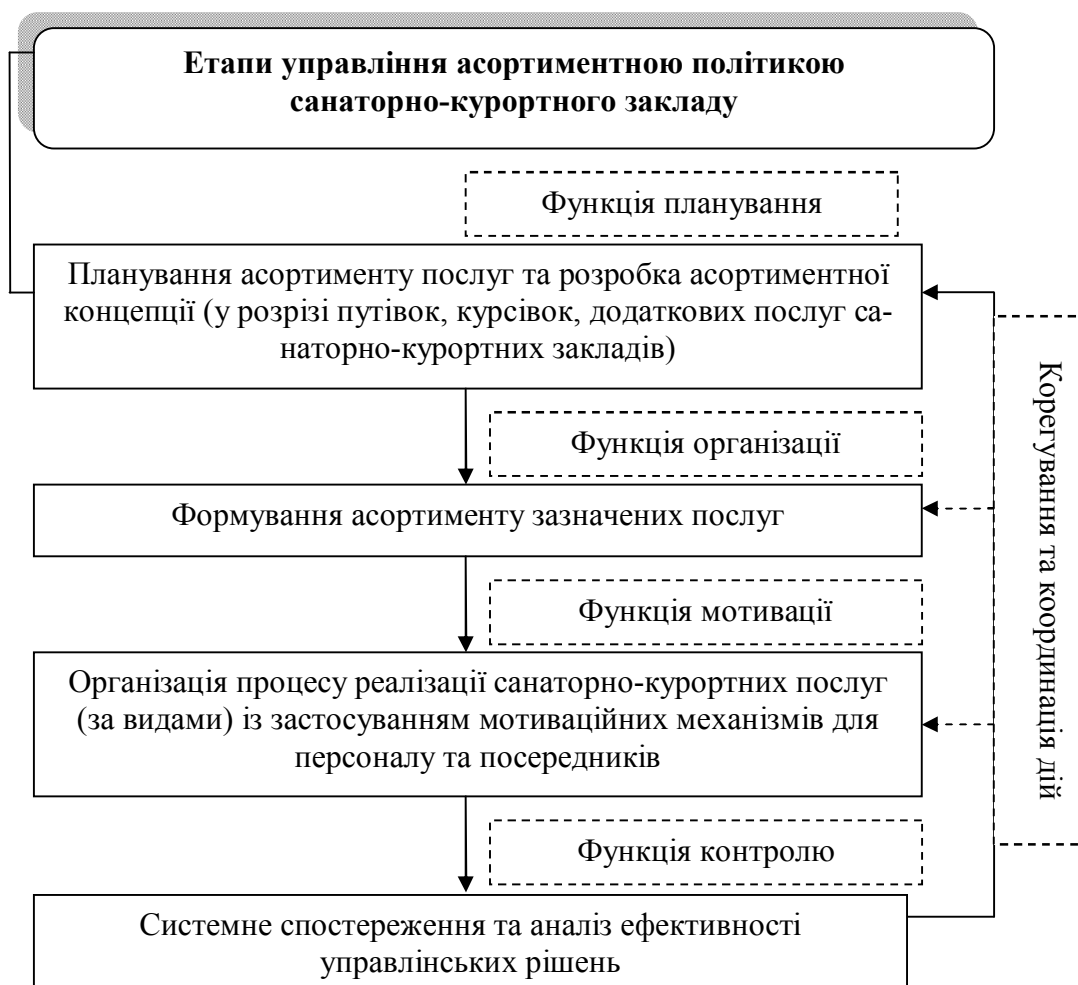 Етапи управління асортиментною політикою
санаторно-курортного закладу
Функція планування
Планування асортименту послуг та розробка асортиментної
концепції (у розрізі путівок, курсівок, додаткових послуг са-
наторно-курортних закладів)
Функція організації
Формування асортименту зазначених послуг
Функція мотивації
Організація процесу реалізації санаторно-курортних послуг
(за видами) із застосуванням мотиваційних механізмів для
персоналу та посередників
Функція контролю
Системне спостереження та аналіз ефективності
управлінських рішень
Корегування та координація дій